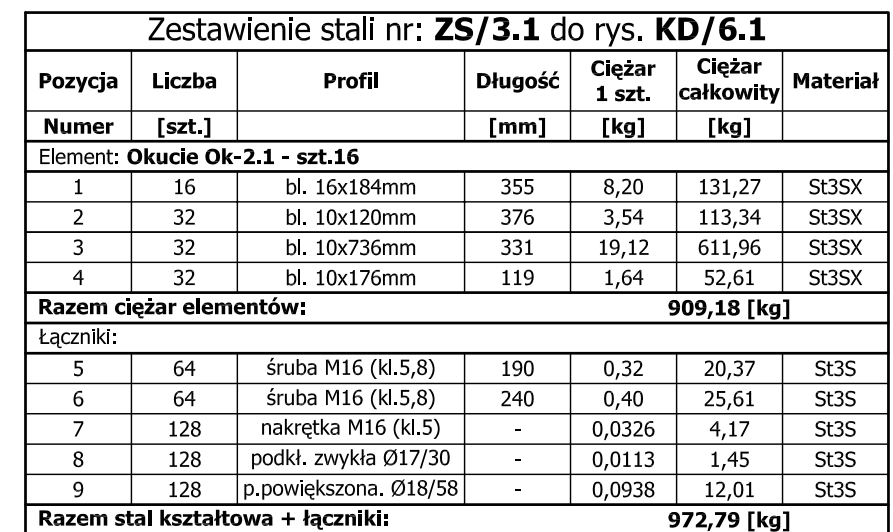 Zestawienie stali nr: ZS/3.1 do rys. KD/6.1
Pozycja Liczba Profil Długość Ciężar 1 szt. Ciężar całkowity Materiał
Numer [szt.] [mm] [kg] [kg]
Element: Okucie Ok-2.1 - szt.16
1 16 bl. 16x184mm 355 8,20 131,27 St3SX
2 32 bl. 10x120mm 376 3,54 113,34 St3SX
3 32 bl. 10x736mm 331 19,12 611,96 St3SX
4 32 bl. 10x176mm 119 1,64 52,61 St3SX
Razem ciężar elementów: 909,18 [kg]
Łączniki:
5 64 śruba M16 (kl.5,8) 190 0,32 20,37 St3S
6 64 śruba M16 (kl.5,8) 240 0,40 25,61 St3S
7 128 nakrętka M16 (kl.5) - 0,0326 4,17 St3S
8 128 podkł. zwykła Ø17/30 - 0,0113 1,45 St3S
9 128 p.powiększona. Ø18/58 - 0,0938 12,01 St3S
Razem stal kształtowa + łączniki: 972,79 [kg]